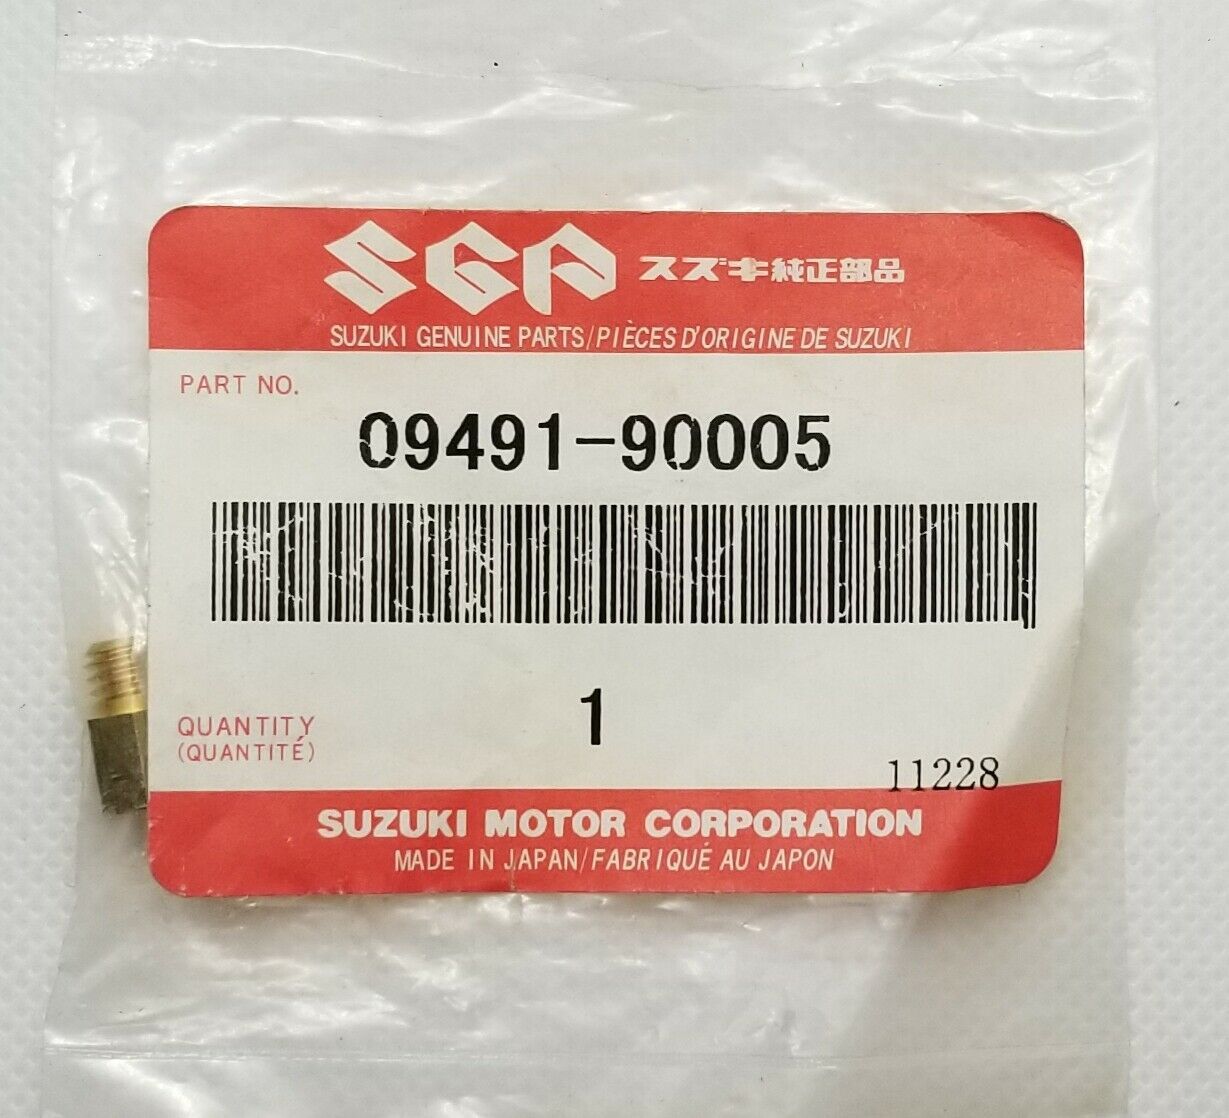 SGP スズキ純正部品
SUZUKI GENUINE PARTS/PIÈCES D'ORIGINE DE SUZUKI
PART NO.
09491-90005
QUANTITY 1
(QUANTITÉ)
11228
SUZUKI MOTOR CORPORATION
MADE IN JAPAN/FABRIQUÉ AU JAPON